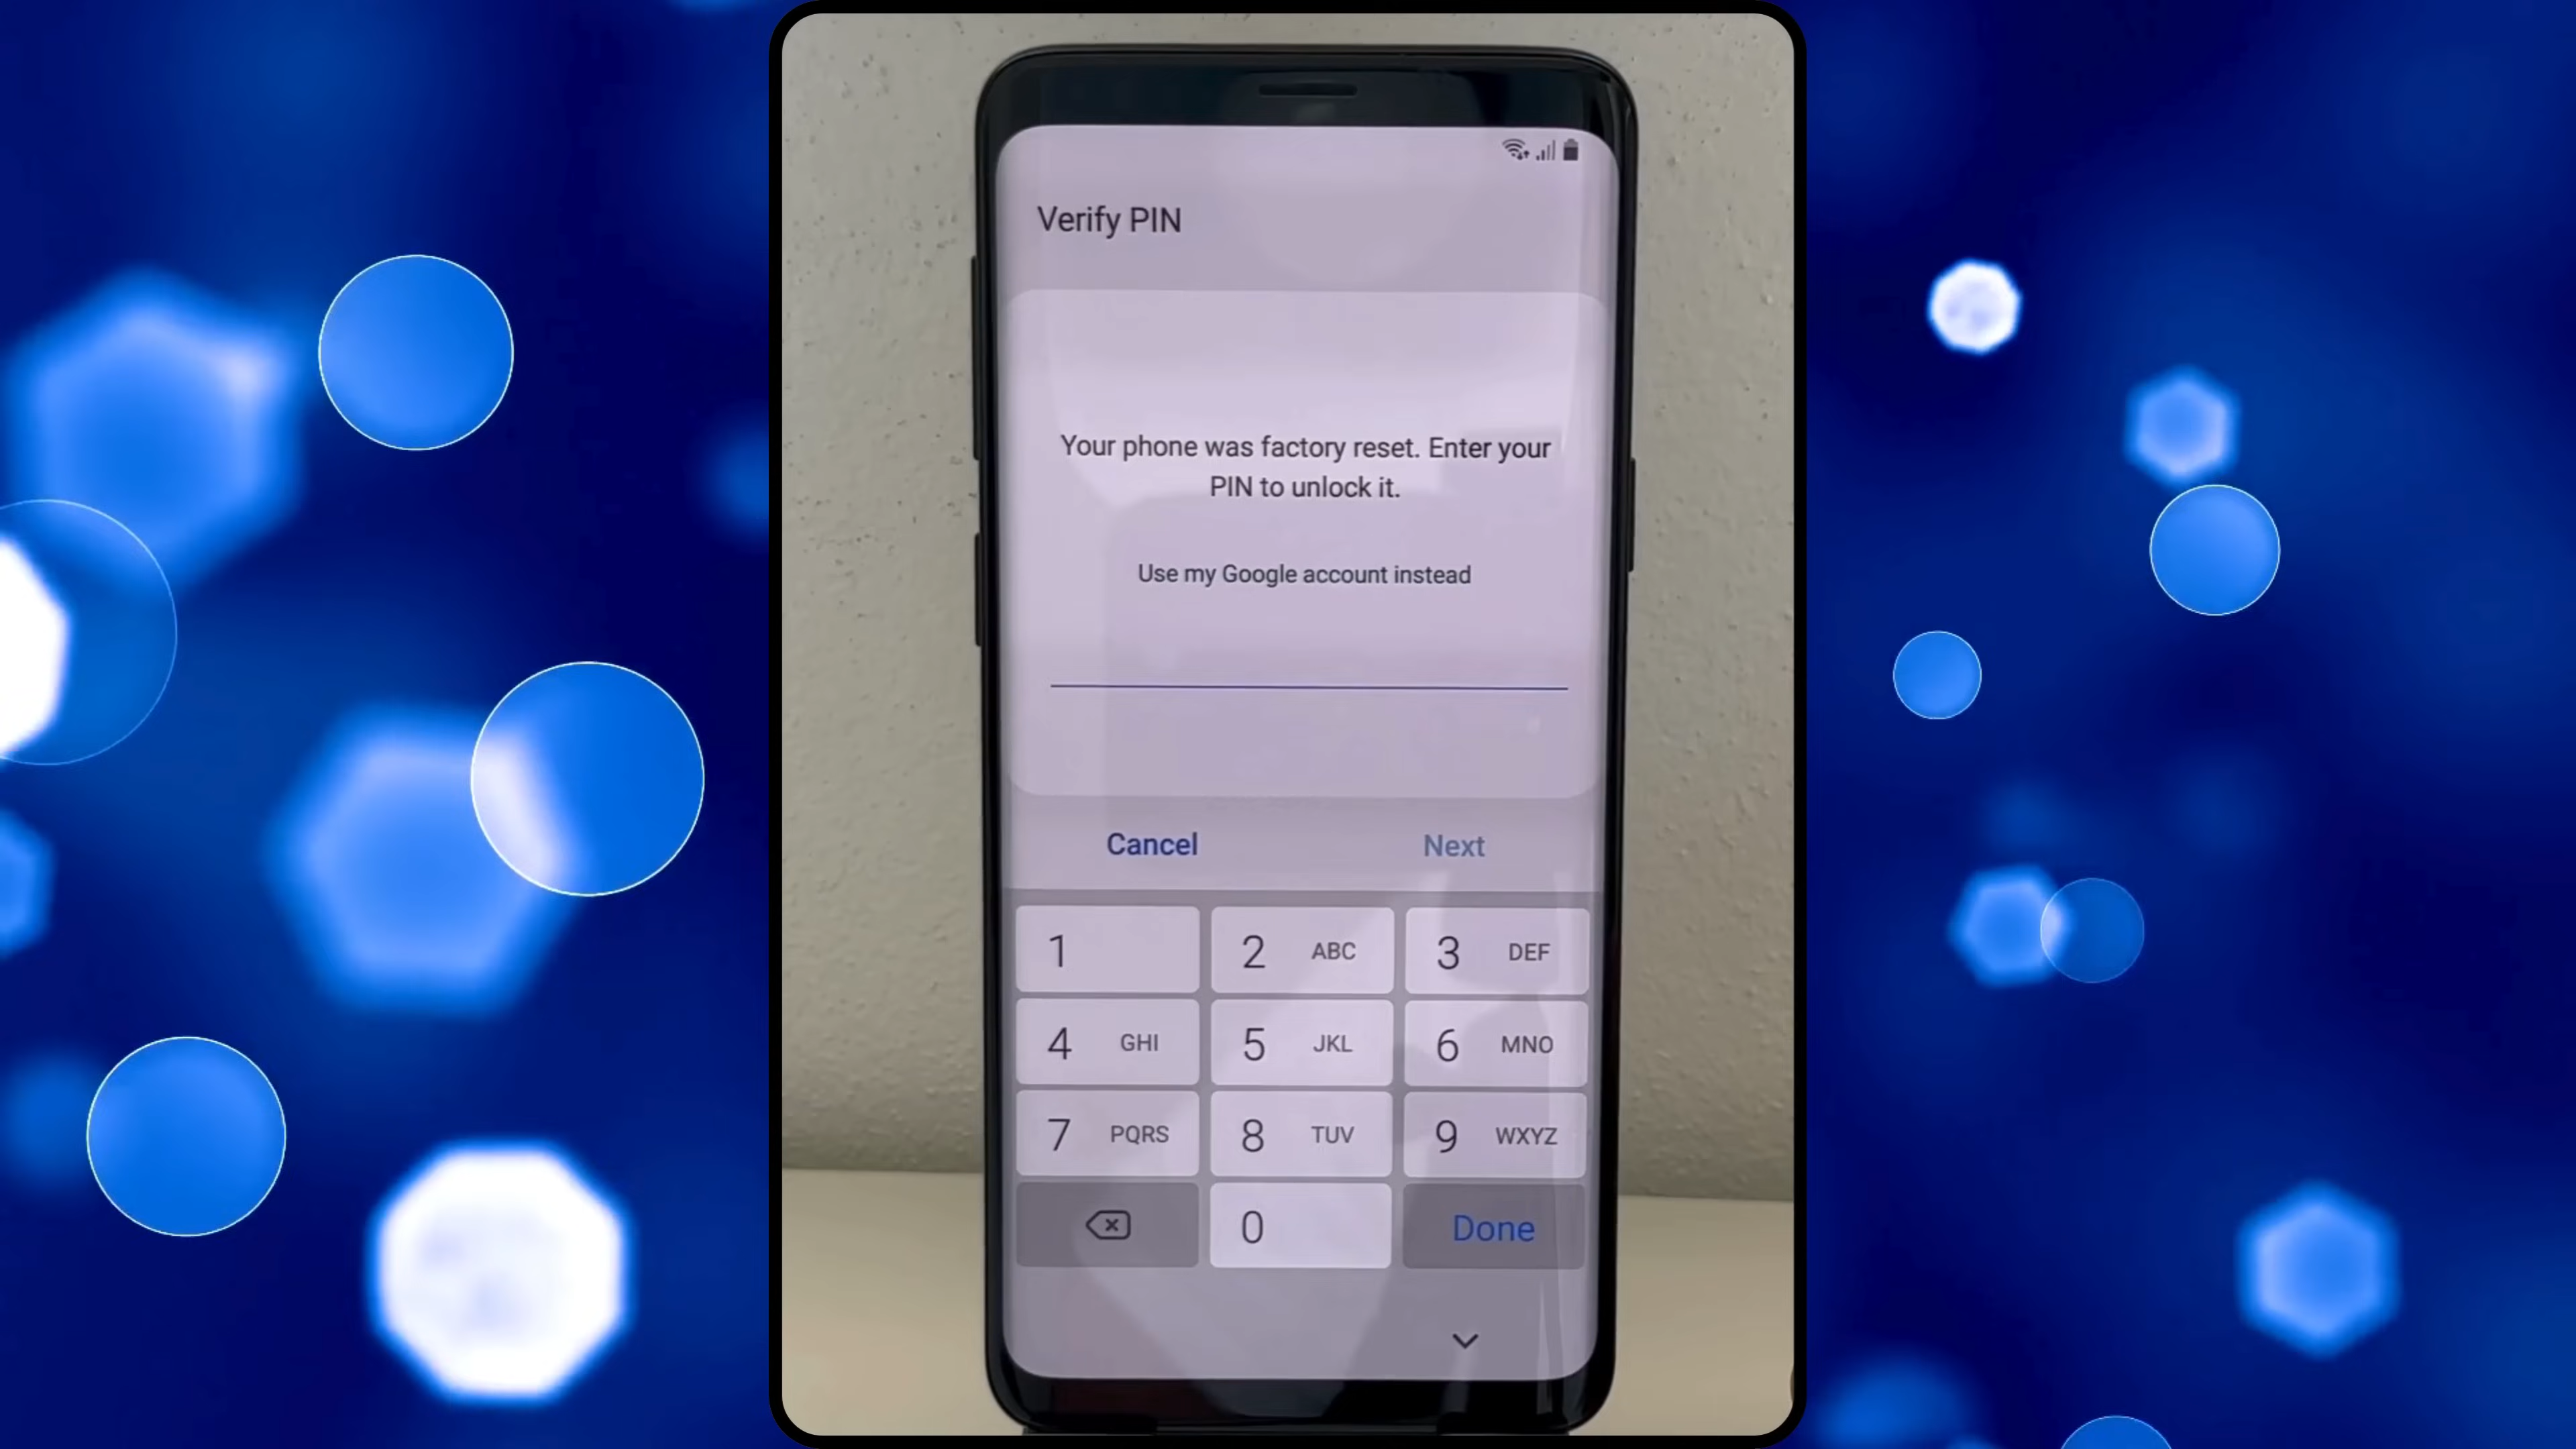 Verify PIN
Your phone was factory reset. Enter your
PIN to unlock it.
Use my Google account instead
Cancel Next
1 2 ABC 3 DEF
4 GHI 5 JKL 6 MNO
7 PQRS 8 TUV 9 WXYZ
0 Done